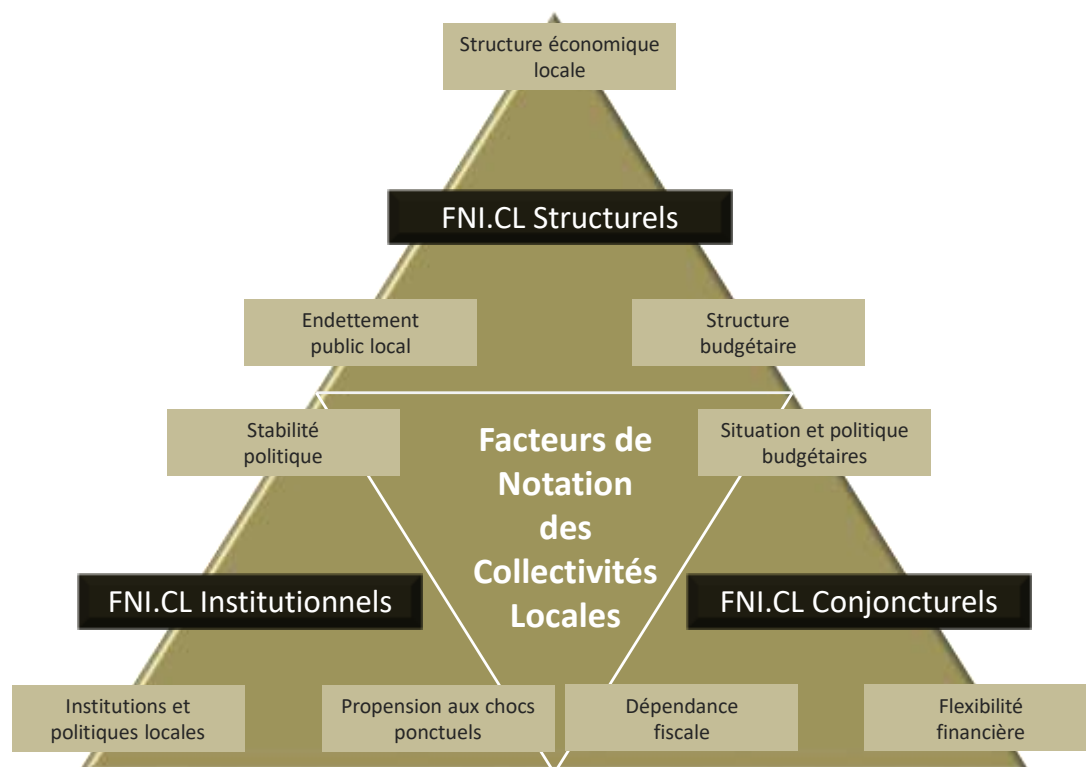 Structure économique
locale
FNI.CL Structurels
Endettement
public local
Structure
budgétaire
Stabilité
politique
Situation et politique
budgétaires
Facteurs de
Notation
des
Collectivités
Locales
FNI.CL Institutionnels
FNI.CL Conjoncturels
Institutions et
politiques locales
Propension aux chocs
ponctuels
Dépendance
fiscale
Flexibilité
financière